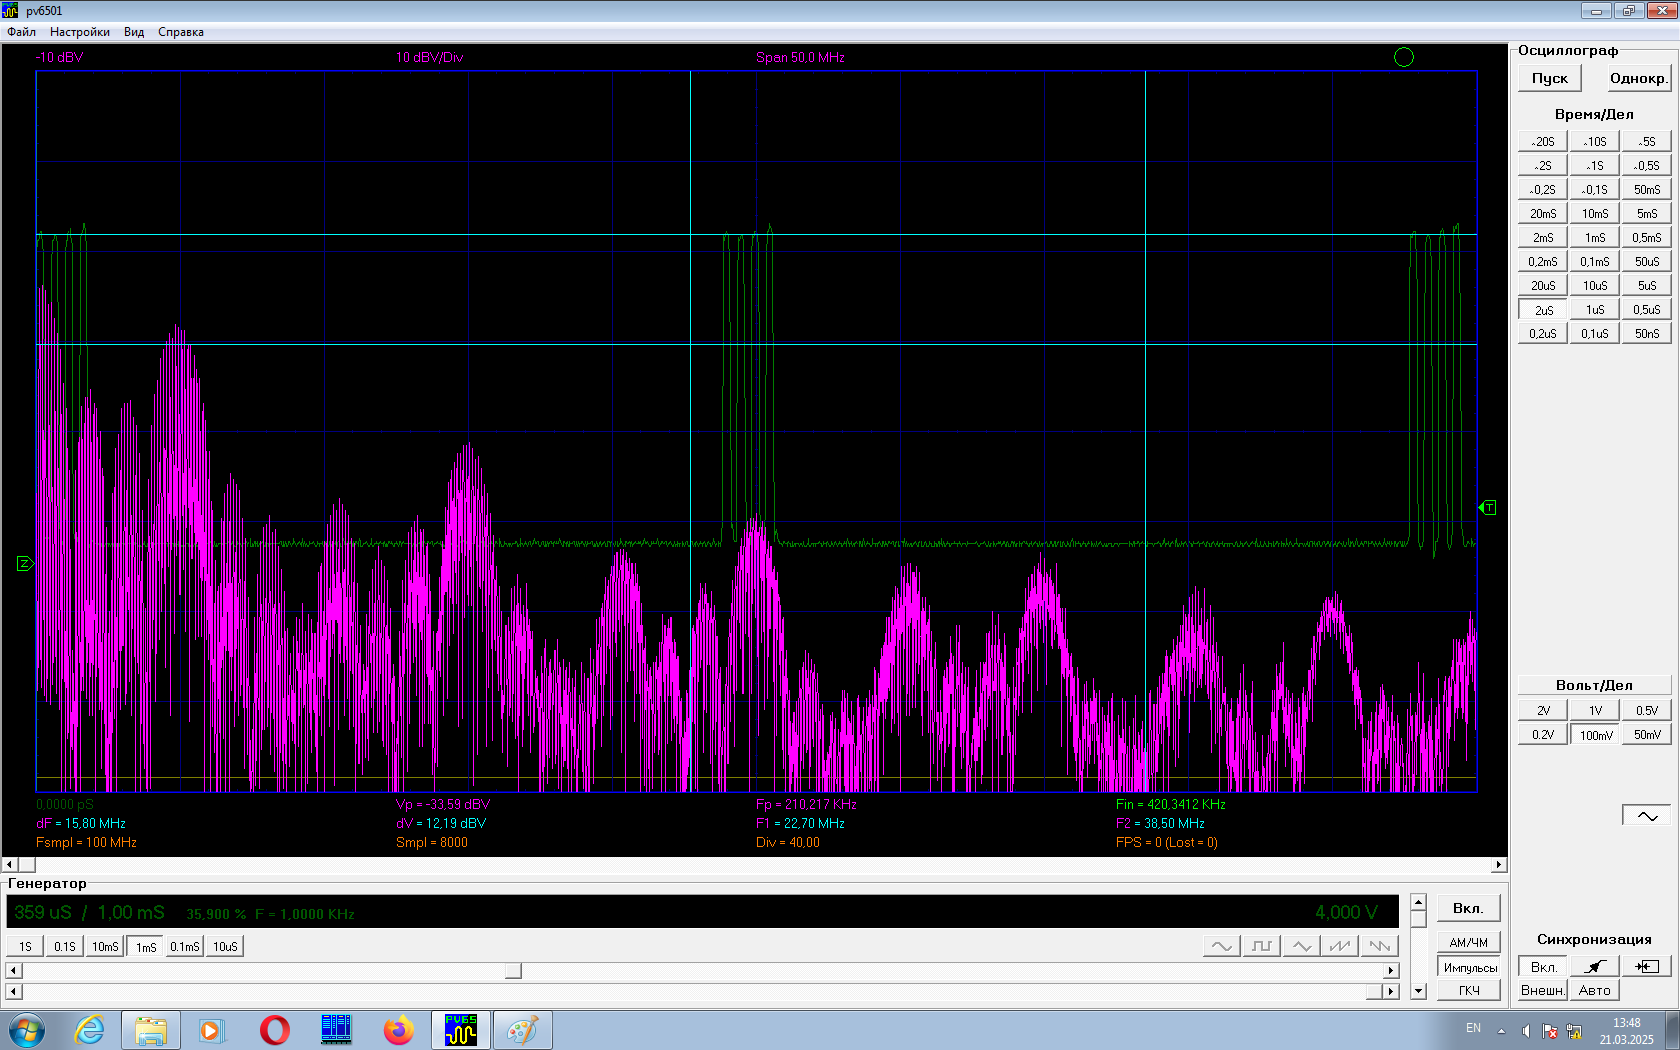 pv6501
Файл Настройки Вид Справка
-10 dBV 10 dBV/Div Span 50,0 MHz
Осциллограф
Пуск Однокр.
Время/Дел
.20S .10S .5S
.2S .1S .0,5S
.0,2S .0,1S 50mS
20mS 10mS 5mS
2mS 1mS 0,5mS
0,2mS 0,1mS 50uS
20uS 10uS 5uS
2uS 1uS 0,5uS
0,2uS 0,1uS 50nS
T
Z
Вольт/Дел
2V 1V 0.5V
0.2V 100mV 50mV
0,0000 pS Vp = -33,59 dBV Fp = 210,217 KHz Fin = 420,3412 KHz
dF = 15,80 MHz dV = 12,19 dBV F1 = 22,70 MHz F2 = 38,50 MHz
Fsmpl = 100 MHz Smpl = 8000 Div = 40,00 FPS = 0 (Lost = 0)
Генератор
359 uS / 1,00 mS 35,900 % F = 1,0000 KHz 4,000 V
Вкл.
1S 0.1S 10mS 1mS 0.1mS 10uS
АМ/ЧМ
Импульсы
ГКЧ
Синхронизация
Вкл.
Внешн. Авто
PV65
EN
13:48
21.03.2025